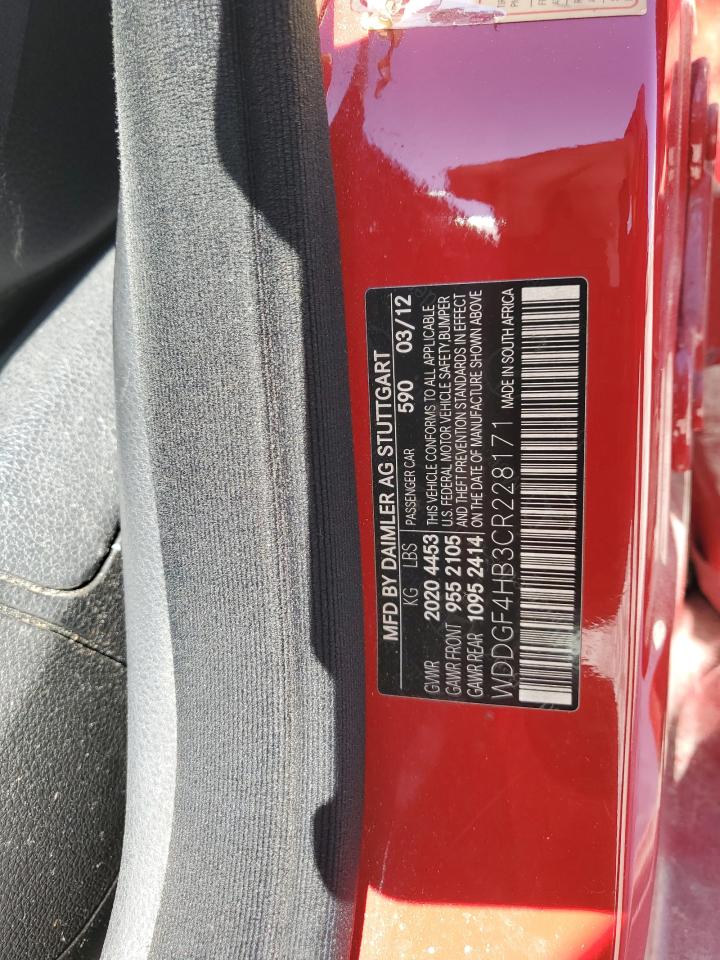 MFD BY DAIMLER AG STUTTGART
KG LBS PASSENGER CAR 590 03/12
GVWR 2020 4453 THIS VEHICLE CONFORMS TO ALL APPLICABLE
GAWR FRONT 955 2105 U.S. FEDERAL MOTOR VEHICLE SAFETY, BUMPER
GAWR REAR 1095 2414 AND THEFT PREVENTION STANDARDS IN EFFECT
ON THE DATE OF MANUFACTURE SHOWN ABOVE
WDDGF4HB3CR228171 MADE IN SOUTH AFRICA